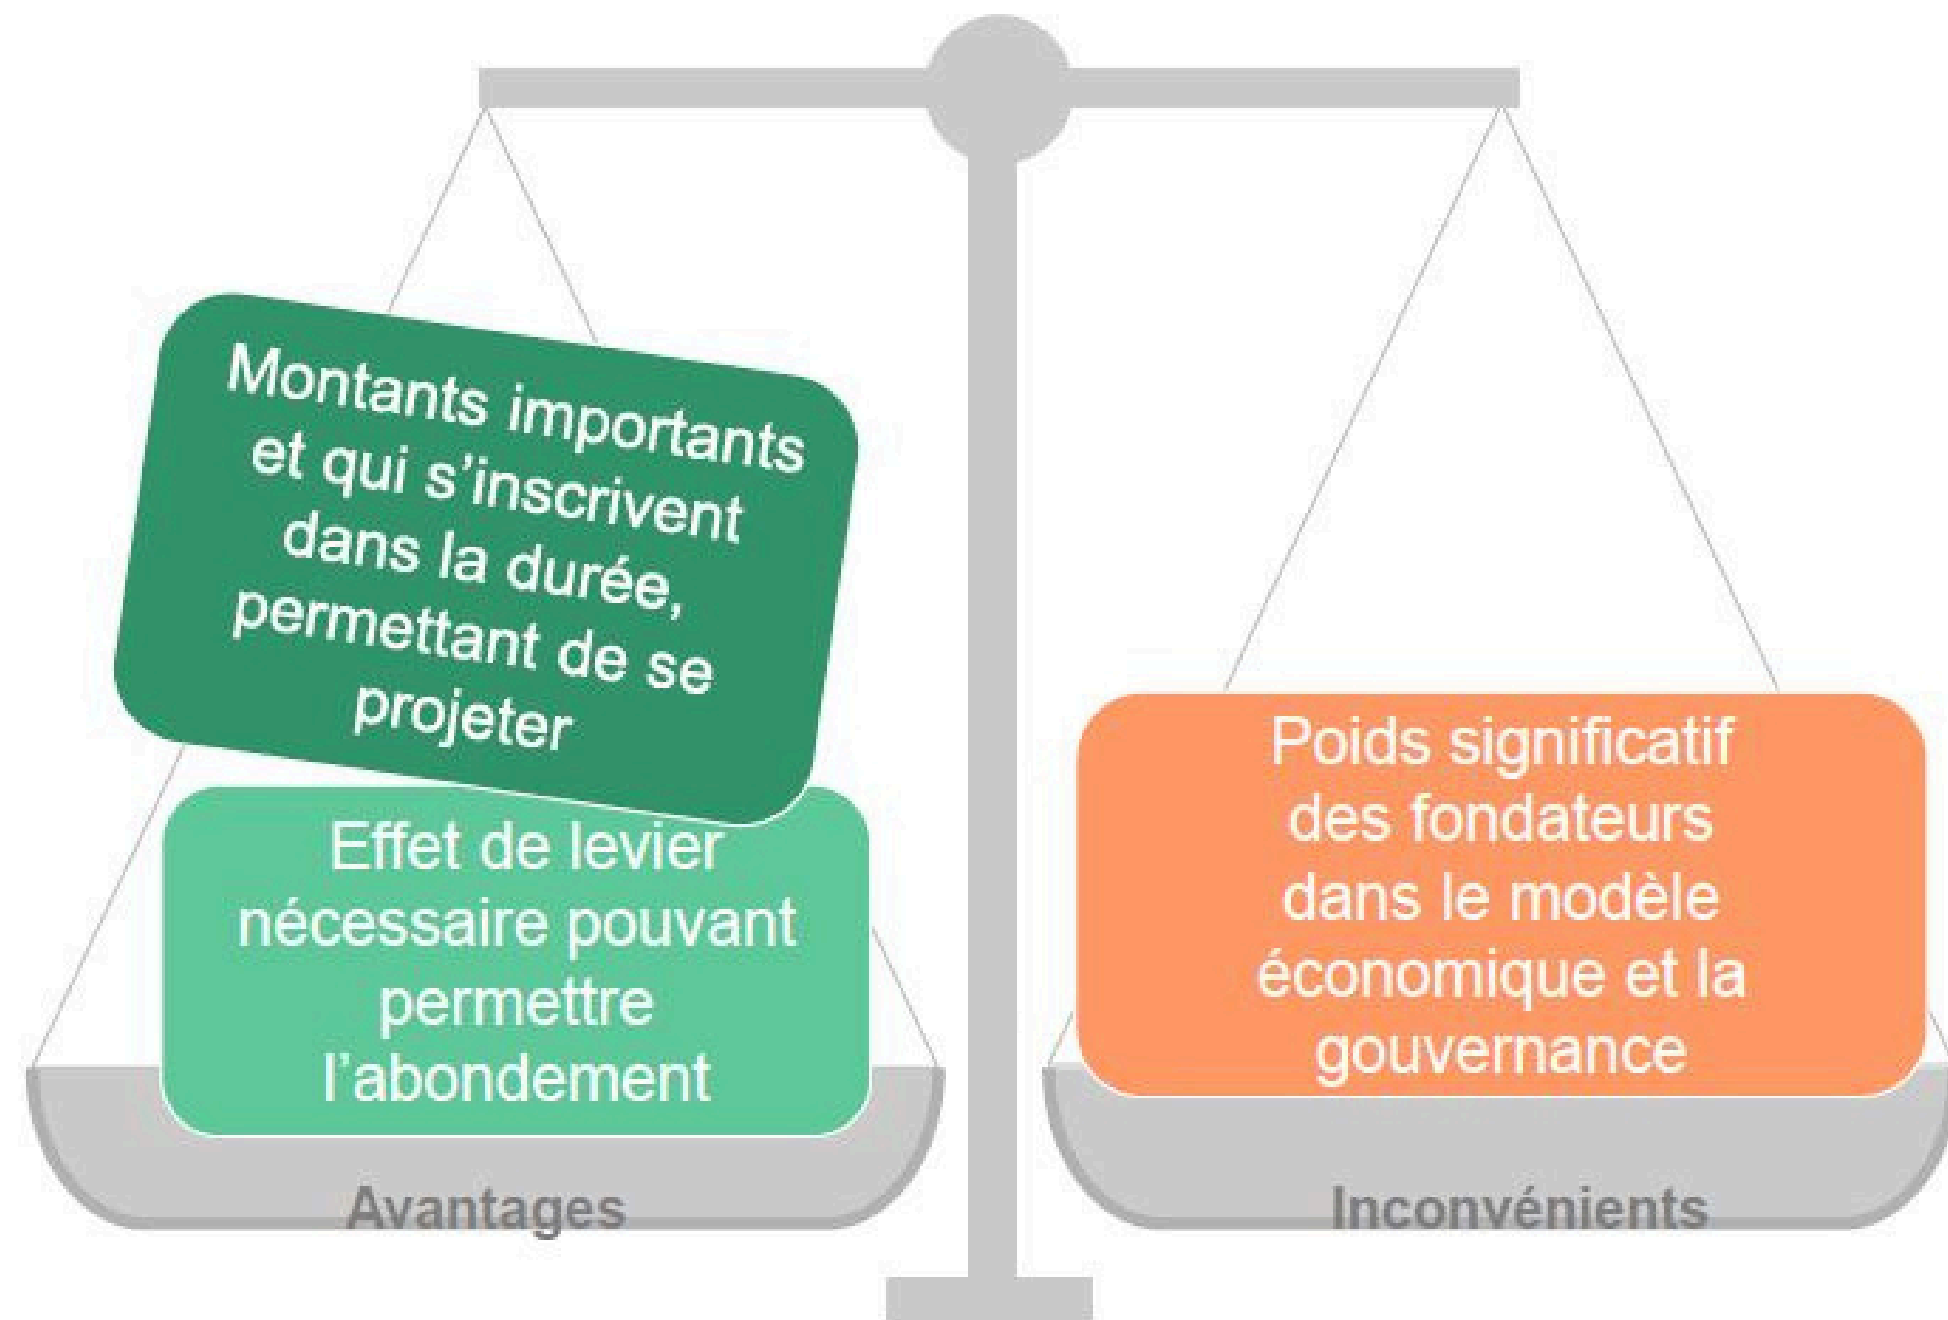 Montants importants
et qui s’inscrivent
dans la durée,
permettant de se
projeter
Effet de levier
nécessaire pouvant
permettre
l’abondement
Avantages
Poids significatif
des fondateurs
dans le modèle
économique et la
gouvernance
Inconvénients